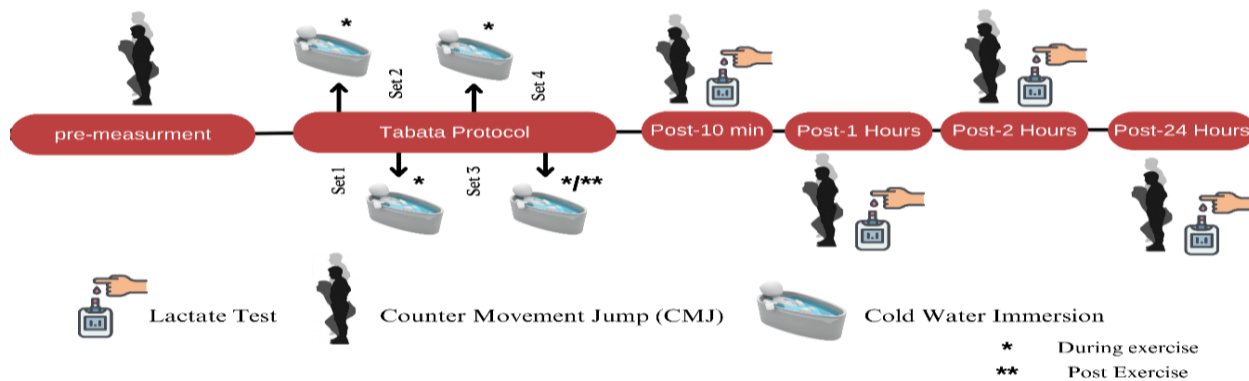 *
*
Set 2
Set 4
pre-measurment
Tabata Protocol
Post-10 min
Post-1 Hours
Post-2 Hours
Post-24 Hours
Set 1
Set 3
*
*/**
Lactate Test
Counter Movement Jump (CMJ)
Cold Water Immersion
* During exercise
** Post Exercise